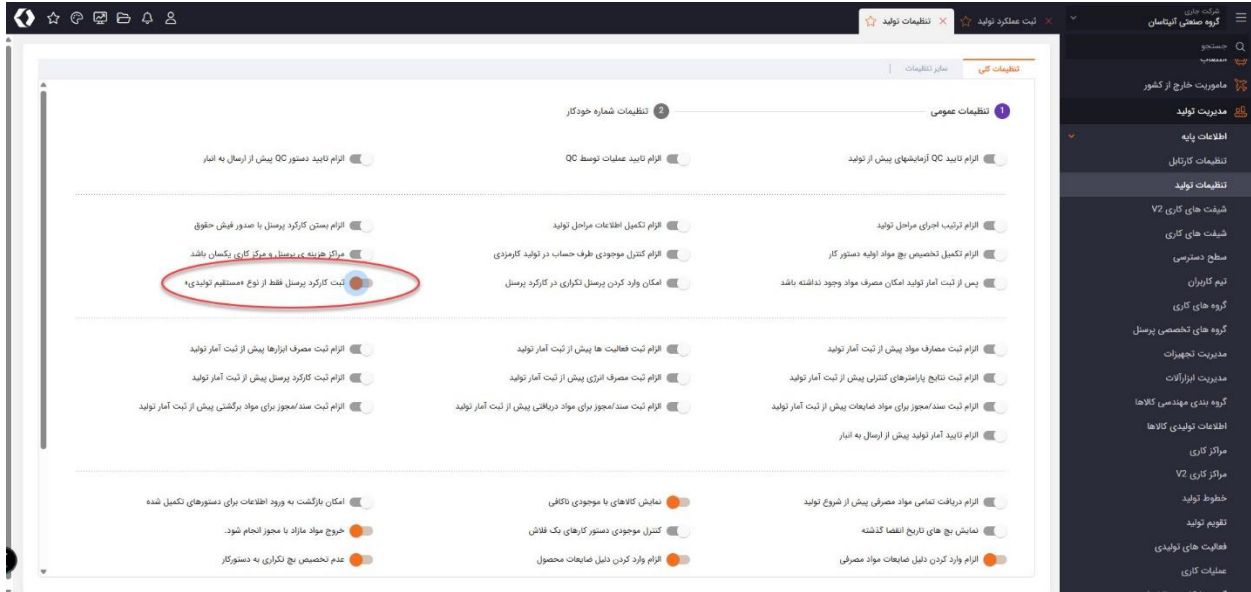 شرکت جاری
گروه صنعتی آنیتاسان
ثبت عملکرد تولید
تنظیمات تولید
جستجو
ماموریت خارج از کشور
مدیریت تولید
اطلاعات پایه
تنظیمات کارتابل
تنظیمات تولید
شیفت های کاری V2
شیفت های کاری
سطح دسترسی
تیم کاربران
گروه های کاری
گروه های تخصصی پرسنل
مدیریت تجهیزات
مدیریت ابزارآلات
گروه بندی مهندسی کالاها
اطلاعات تولیدی کالاها
مراکز کاری
مراکز کاری V2
خطوط تولید
تقویم تولید
فعالیت های تولیدی
عملیات کاری
تنظیمات کلی
سایر تنظیمات
1 تنظیمات عمومی
2 تنظیمات شماره خودکار
الزام تایید QC آزمایشهای پیش از تولید
الزام تایید عملیات توسط QC
الزام تایید دستور QC پیش از ارسال به انبار
الزام ترتیب اجرای مراحل تولید
الزام تکمیل اطلاعات مراحل تولید
الزام بستن کارکرد پرسنل با صدور فیش حقوق
الزام تکمیل تخصیص بچ مواد اولیه دستور کار
الزام کنترل موجودی طرف حساب در تولید کارمزدی
مراکز هزینه ی پرسنل و مرکز کاری یکسان باشد
پس از ثبت آمار تولید امکان مصرف مواد وجود نداشته باشد
امکان وارد کردن پرسنل تکراری در کارکرد پرسنل
ثبت کارکرد پرسنل فقط از نوع «مستقیم تولیدی»
الزام ثبت مصارف مواد پیش از ثبت آمار تولید
الزام ثبت فعالیت ها پیش از ثبت آمار تولید
الزام ثبت مصرف ابزارها پیش از ثبت آمار تولید
الزام ثبت نتایج پارامترهای کنترلی پیش از ثبت آمار تولید
الزام ثبت مصرف انرژی پیش از ثبت آمار تولید
الزام ثبت کارکرد پرسنل پیش از ثبت آمار تولید
الزام ثبت سند/مجوز برای مواد ضایعات پیش از ثبت آمار تولید
الزام ثبت سند/مجوز برای مواد دریافتی پیش از ثبت آمار تولید
الزام ثبت سند/مجوز برای مواد برگشتی پیش از ثبت آمار تولید
الزام تایید آمار تولید پیش از ارسال به انبار
الزام دریافت تمامی مواد مصرفی پیش از شروع تولید
نمایش کالاهای با موجودی ناکافی
امکان بازگشت به ورود اطلاعات برای دستورهای تکمیل شده
نمایش بچ های تاریخ انقضا گذشته
کنترل موجودی دستور کارهای بک فلاش
خروج مواد مازاد با مجوز انجام شود.
الزام وارد کردن دلیل ضایعات مواد مصرفی
الزام وارد کردن دلیل ضایعات محصول
عدم تخصیص بچ تکراری به دستورکار